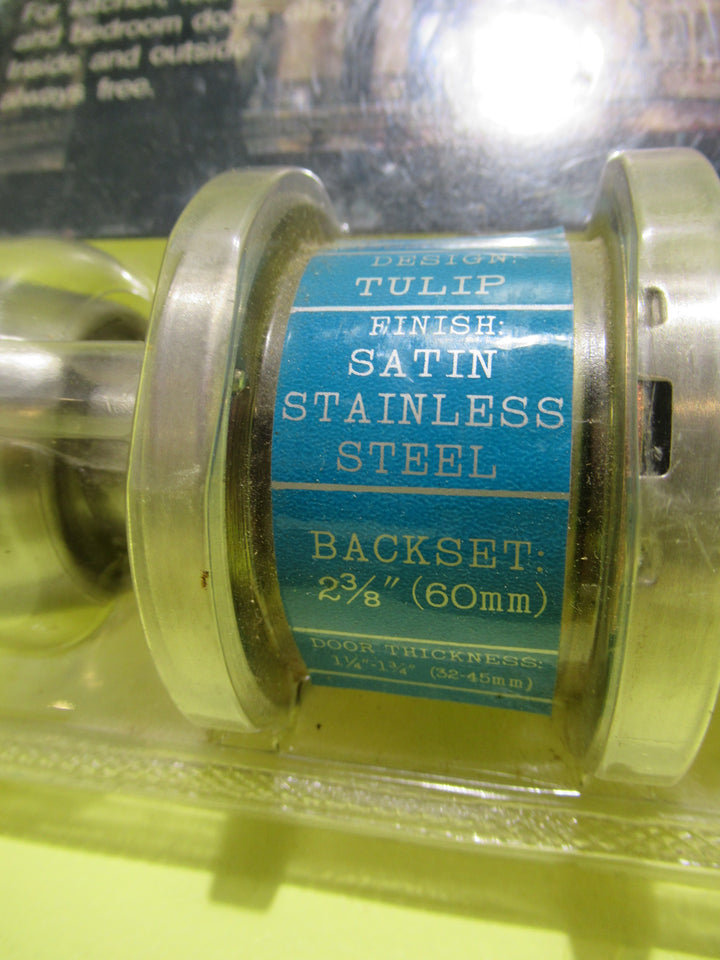 For kitchen,
and bedroom doors also
Inside and outside
always free.
DESIGN:
TULIP
FINISH:
SATIN
STAINLESS
STEEL
BACKSET:
2⅜" (60mm)
DOOR THICKNESS:
1¼"-1¾" (32-45mm)